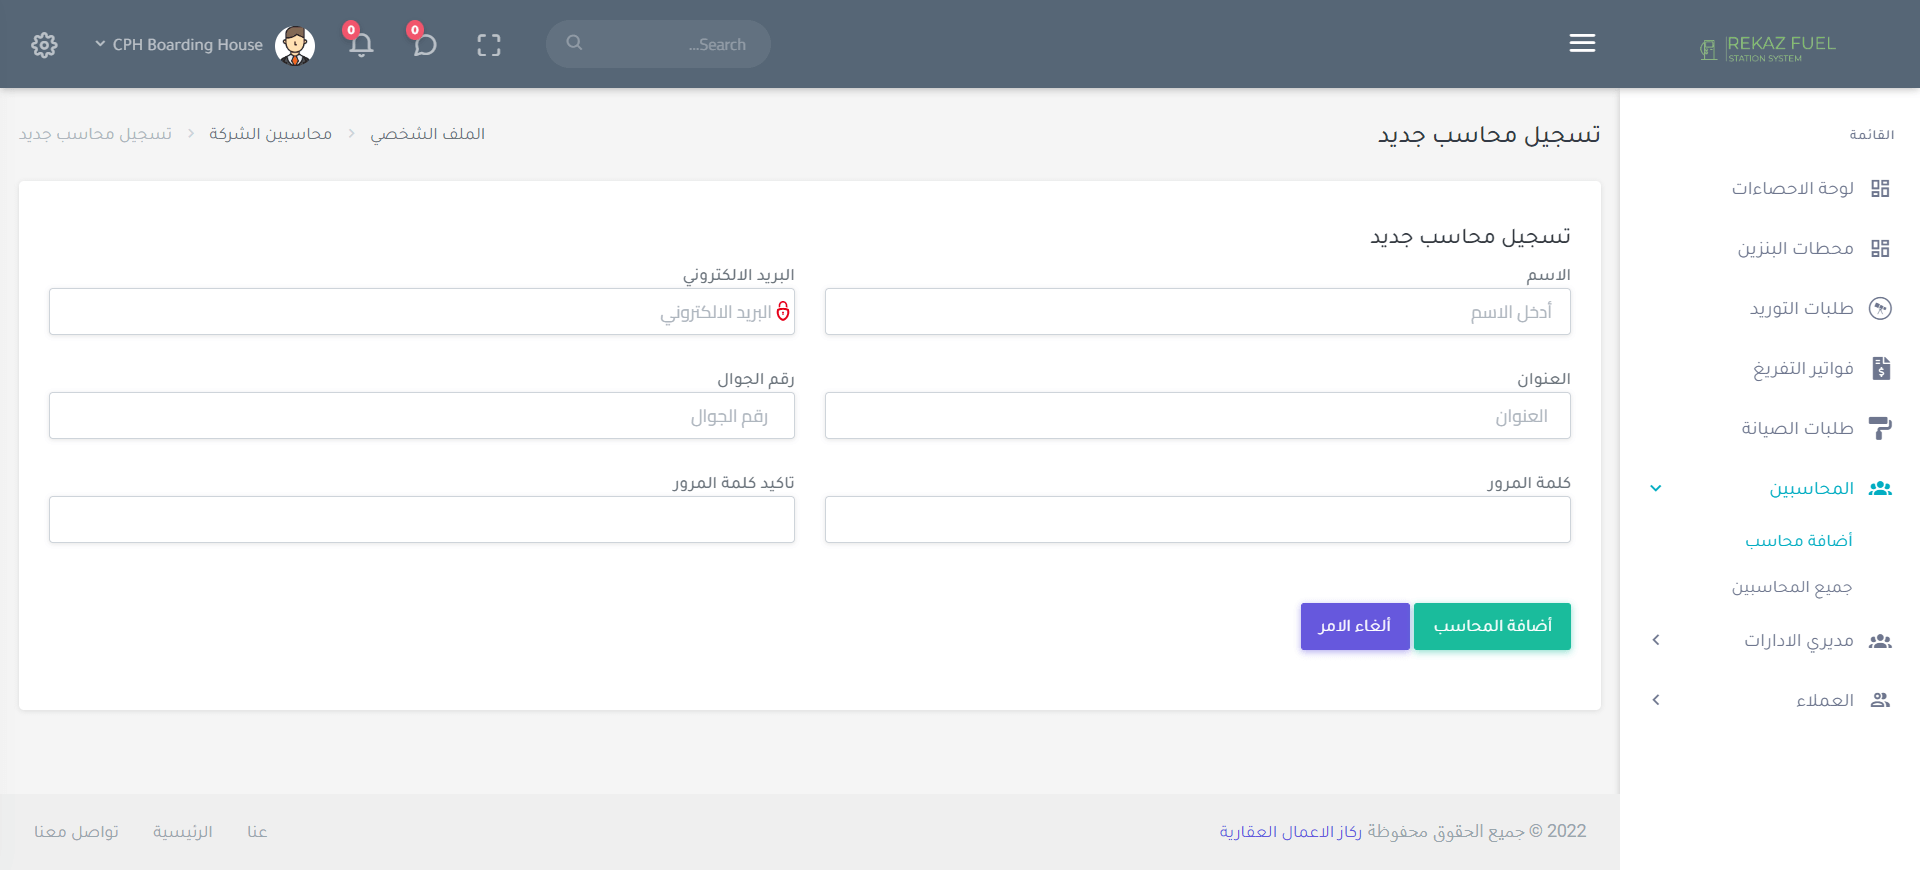 REKAZ FUEL
STATION SYSTEM
Search...
0
0
CPH Boarding House
القائمة
لوحة الاحصاءات
محطات البنزين
طلبات التوريد
فواتير التفريغ
طلبات الصيانة
المحاسبين
أضافة محاسب
جميع المحاسبين
مديري الادارات
العملاء
تسجيل محاسب جديد
الملف الشخصي
محاسبين الشركة
تسجيل محاسب جديد
تسجيل محاسب جديد
الاسم
أدخل الاسم
البريد الالكتروني
البريد الالكتروني
العنوان
العنوان
رقم الجوال
رقم الجوال
كلمة المرور
تاكيد كلمة المرور
أضافة المحاسب
ألغاء الامر
2022 © جميع الحقوق محفوظة ركاز الاعمال العقارية
عنا
الرئيسية
تواصل معنا